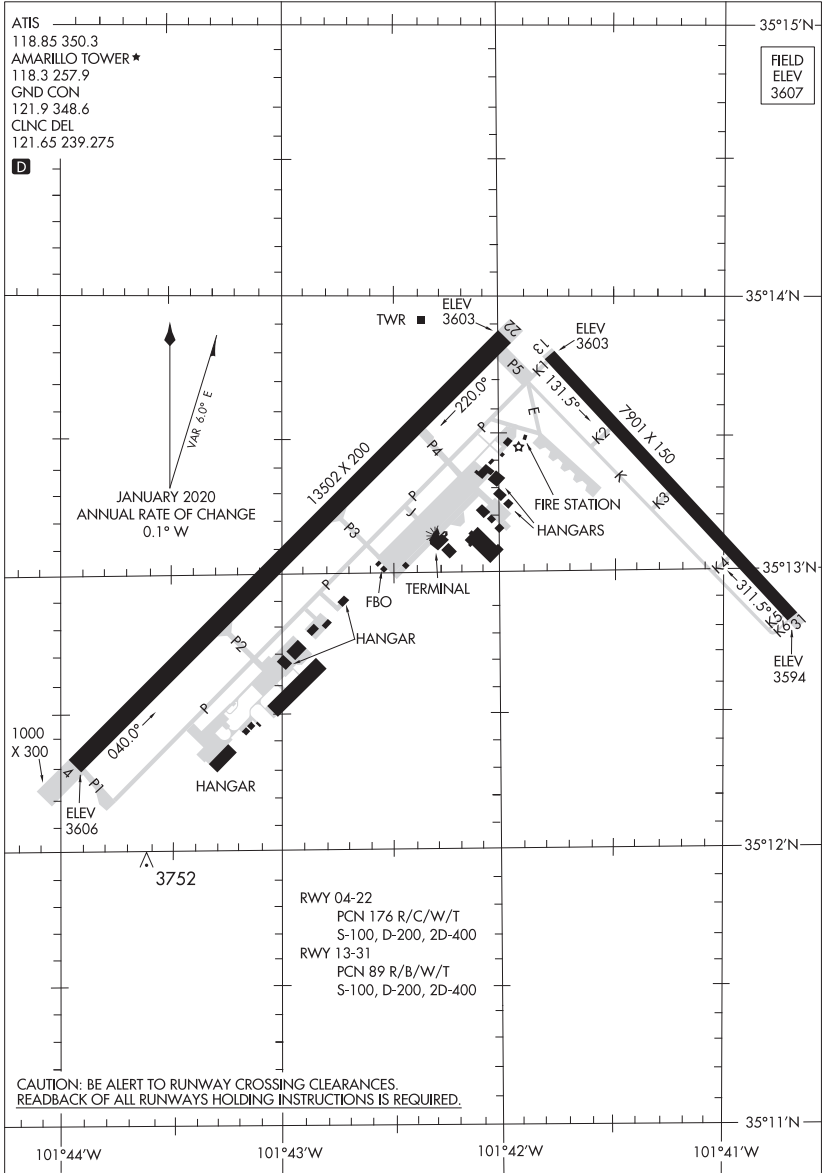 ATIS
118.85 350.3
AMARILLO TOWER★
118.3 257.9
GND CON
121.9 348.6
CLNC DEL
121.65 239.275
D
35°15'N
FIELD
ELEV
3607
35°14'N
TWR
ELEV
3603
22
13
ELEV
3603
VAR 6.0° E
JANUARY 2020
ANNUAL RATE OF CHANGE
0.1° W
13502 X 200
220.0°
P5
K1
131.5°
7901 X 150
E
P
K2
P4
K
FIRE STATION
K3
P
HANGARS
P3
K4
35°13'N
FBO
TERMINAL
311.5°
P
HANGAR
31
ELEV
3594
P2
P
040.0°
1000
X 300
4
P1
HANGAR
ELEV
3606
35°12'N
3752
RWY 04-22
PCN 176 R/C/W/T
S-100, D-200, 2D-400
RWY 13-31
PCN 89 R/B/W/T
S-100, D-200, 2D-400
CAUTION: BE ALERT TO RUNWAY CROSSING CLEARANCES.
READBACK OF ALL RUNWAYS HOLDING INSTRUCTIONS IS REQUIRED.
35°11'N
101°44'W
101°43'W
101°42'W
101°41'W